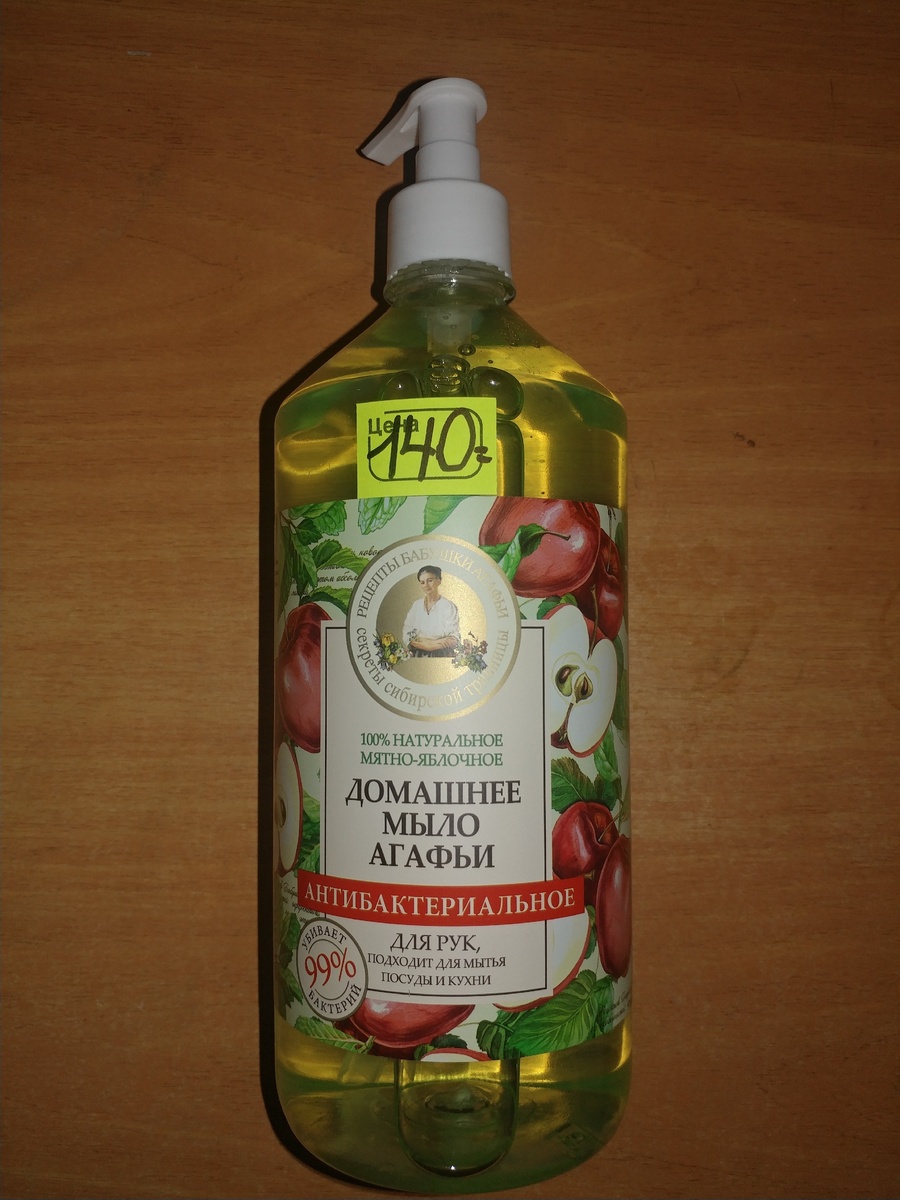 Цена
140=
РЕЦЕПТЫ БАБУШКИ АГАФЬИ
секреты сибирской травницы
100% НАТУРАЛЬНОЕ
МЯТНО-ЯБЛОЧНОЕ
ДОМАШНЕЕ
МЫЛО
АГАФЬИ
АНТИБАКТЕРИАЛЬНОЕ
ДЛЯ РУК,
ПОДХОДИТ ДЛЯ МЫТЬЯ
ПОСУДЫ И КУХНИ
УБИВАЕТ
99%
БАКТЕРИЙ